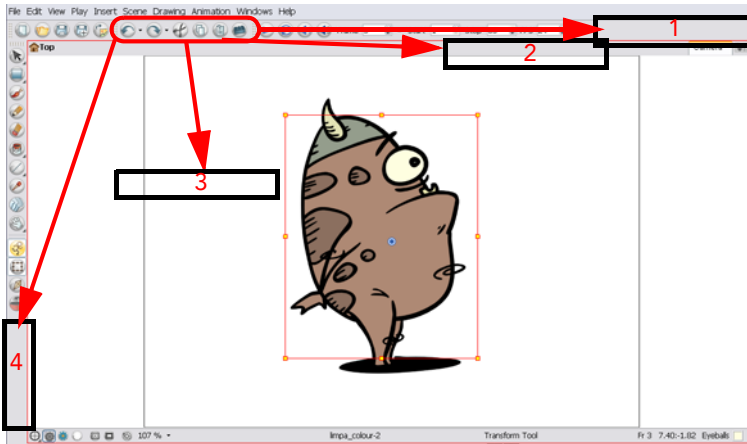 File Edit View Play Insert Scene Drawing Animation Windows Help
1
Top
2
3
4
107 %
limpa_colour-2
Transform Tool
Fr 3 7.40:-1.82 Eyeballs